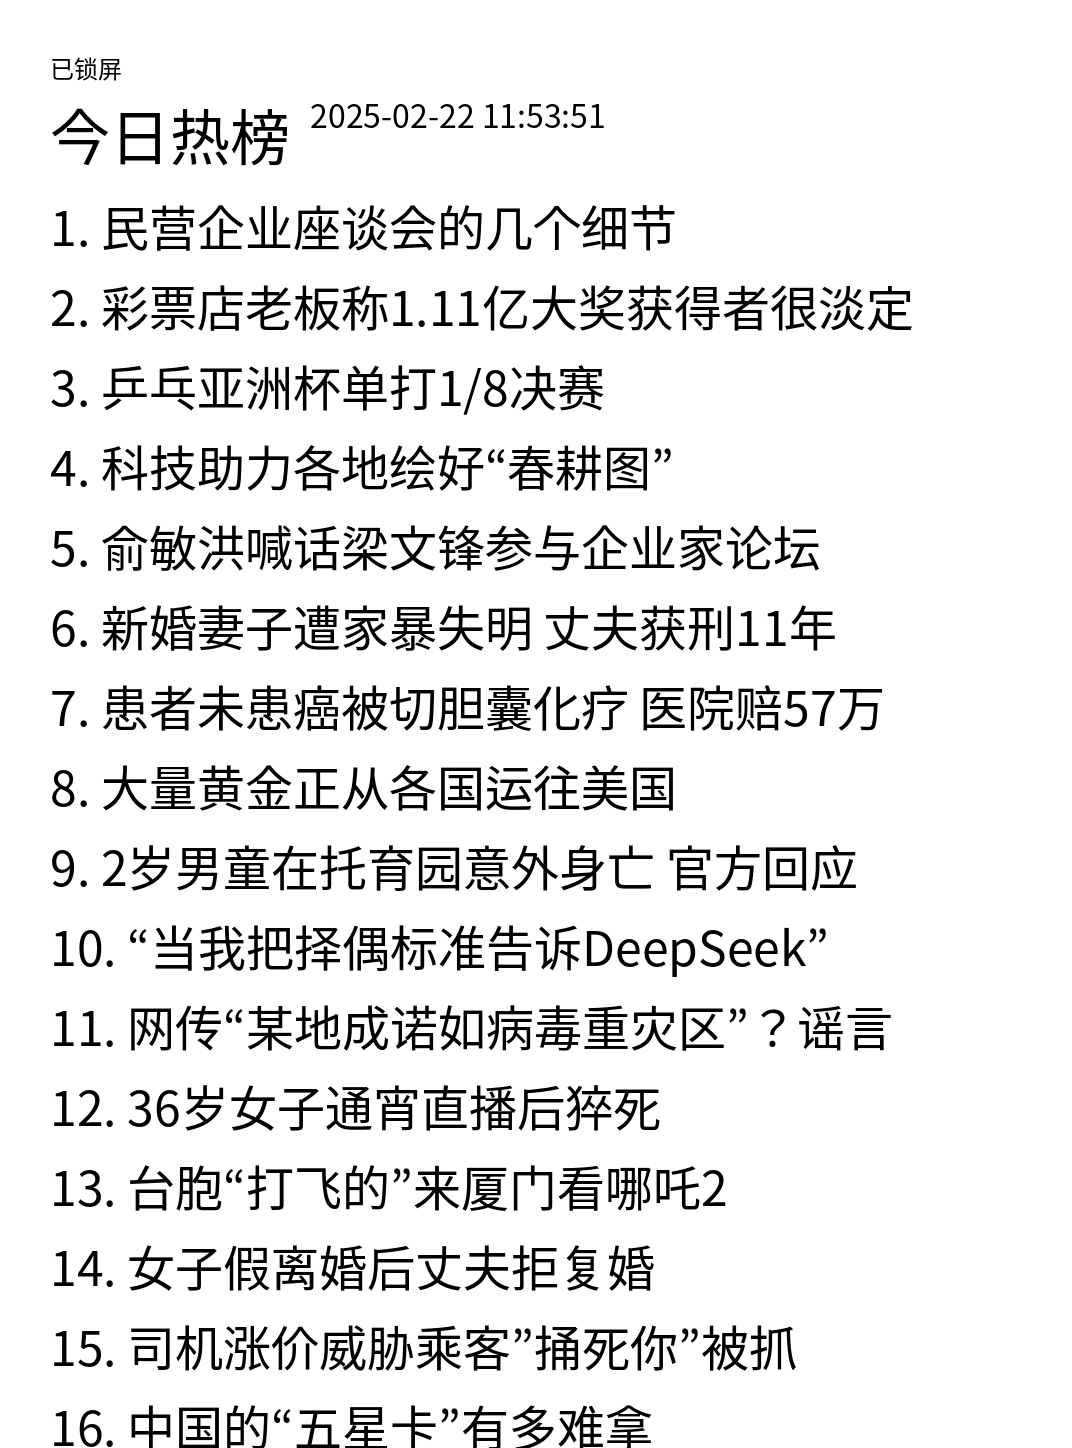 已锁屏
今日热榜 2025-02-22 11:53:51
1. 民营企业座谈会的几个细节
2. 彩票店老板称1.11亿大奖获得者很淡定
3. 乒乓亚洲杯单打1/8决赛
4. 科技助力各地绘好“春耕图”
5. 俞敏洪喊话梁文锋参与企业家论坛
6. 新婚妻子遭家暴失明 丈夫获刑11年
7. 患者未患癌被切胆囊化疗 医院赔57万
8. 大量黄金正从各国运往美国
9. 2岁男童在托育园意外身亡 官方回应
10. “当我把择偶标准告诉DeepSeek”
11. 网传“某地成诺如病毒重灾区”？谣言
12. 36岁女子通宵直播后猝死
13. 台胞“打飞的”来厦门看哪吒2
14. 女子假离婚后丈夫拒复婚
15. 司机涨价威胁乘客”捅死你”被抓
16. 中国的“五星卡”有多难拿